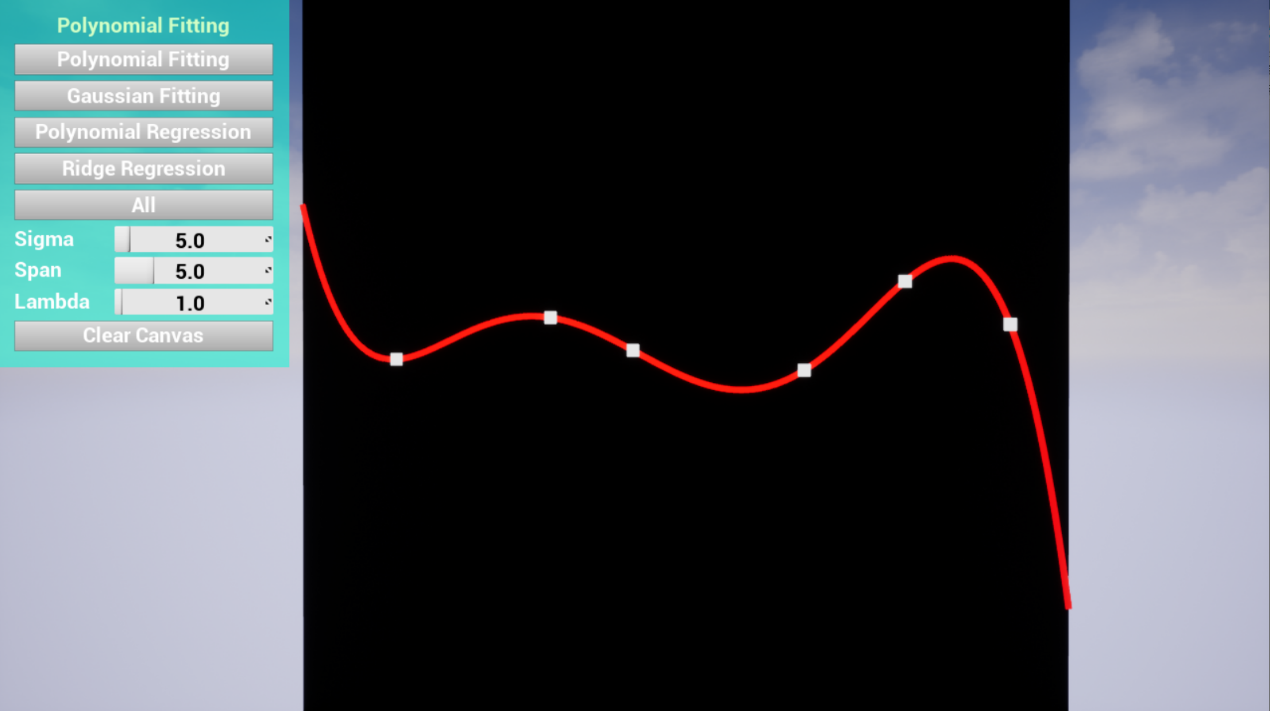 Polynomial Fitting
Polynomial Fitting
Gaussian Fitting
Polynomial Regression
Ridge Regression
All
Sigma 5.0
Span 5.0
Lambda 1.0
Clear Canvas